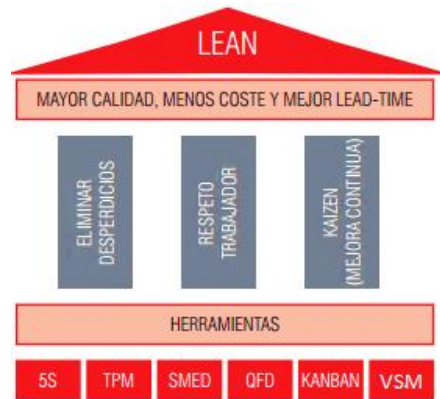 LEAN
MAYOR CALIDAD, MENOS COSTE Y MEJOR LEAD-TIME
ELIMINAR
DESPERDICIOS
RESPETO
TRABAJADOR
KAIZEN
(MEJORA CONTINUA)
HERRAMIENTAS
5S TPM SMED QFD KANBAN VSM